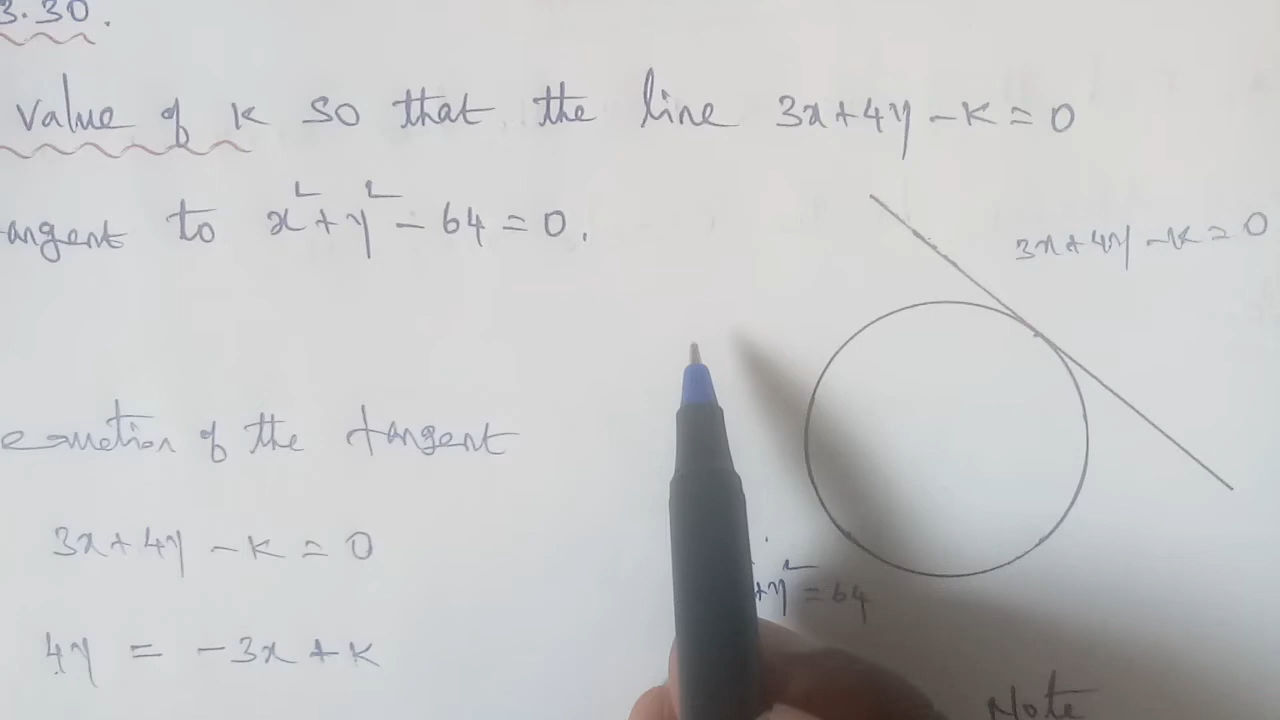 3.30.
value of k so that the line 3x+4y-k=0
angent to x²+y²-64=0.
3x+4y-k=0
equation of the tangent
3x+4y-k=0
+y²=64
4y = -3x+k
Note